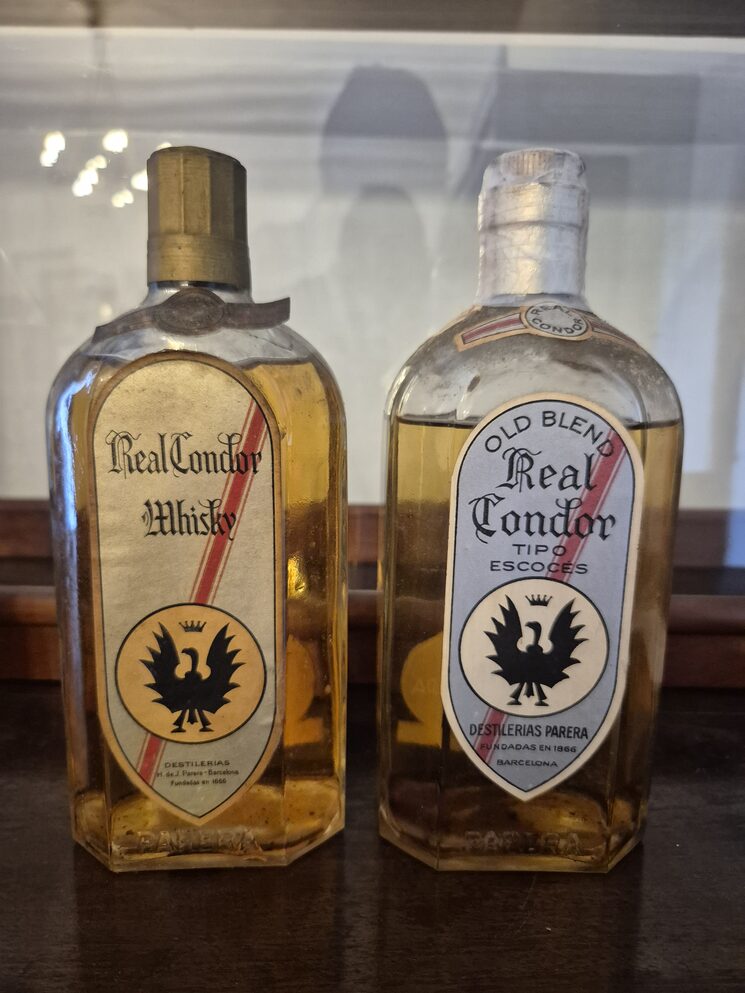 Real Condor
Whisky
DESTILERIAS
H. de J. Parera - Barcelona
Fundadas en 1866
PARERA
REAL
CONDOR
OLD BLEND
Real
Condor
TIPO
ESCOCÉS
DESTILERIAS PARERA
FUNDADAS EN 1866
BARCELONA
PARERA